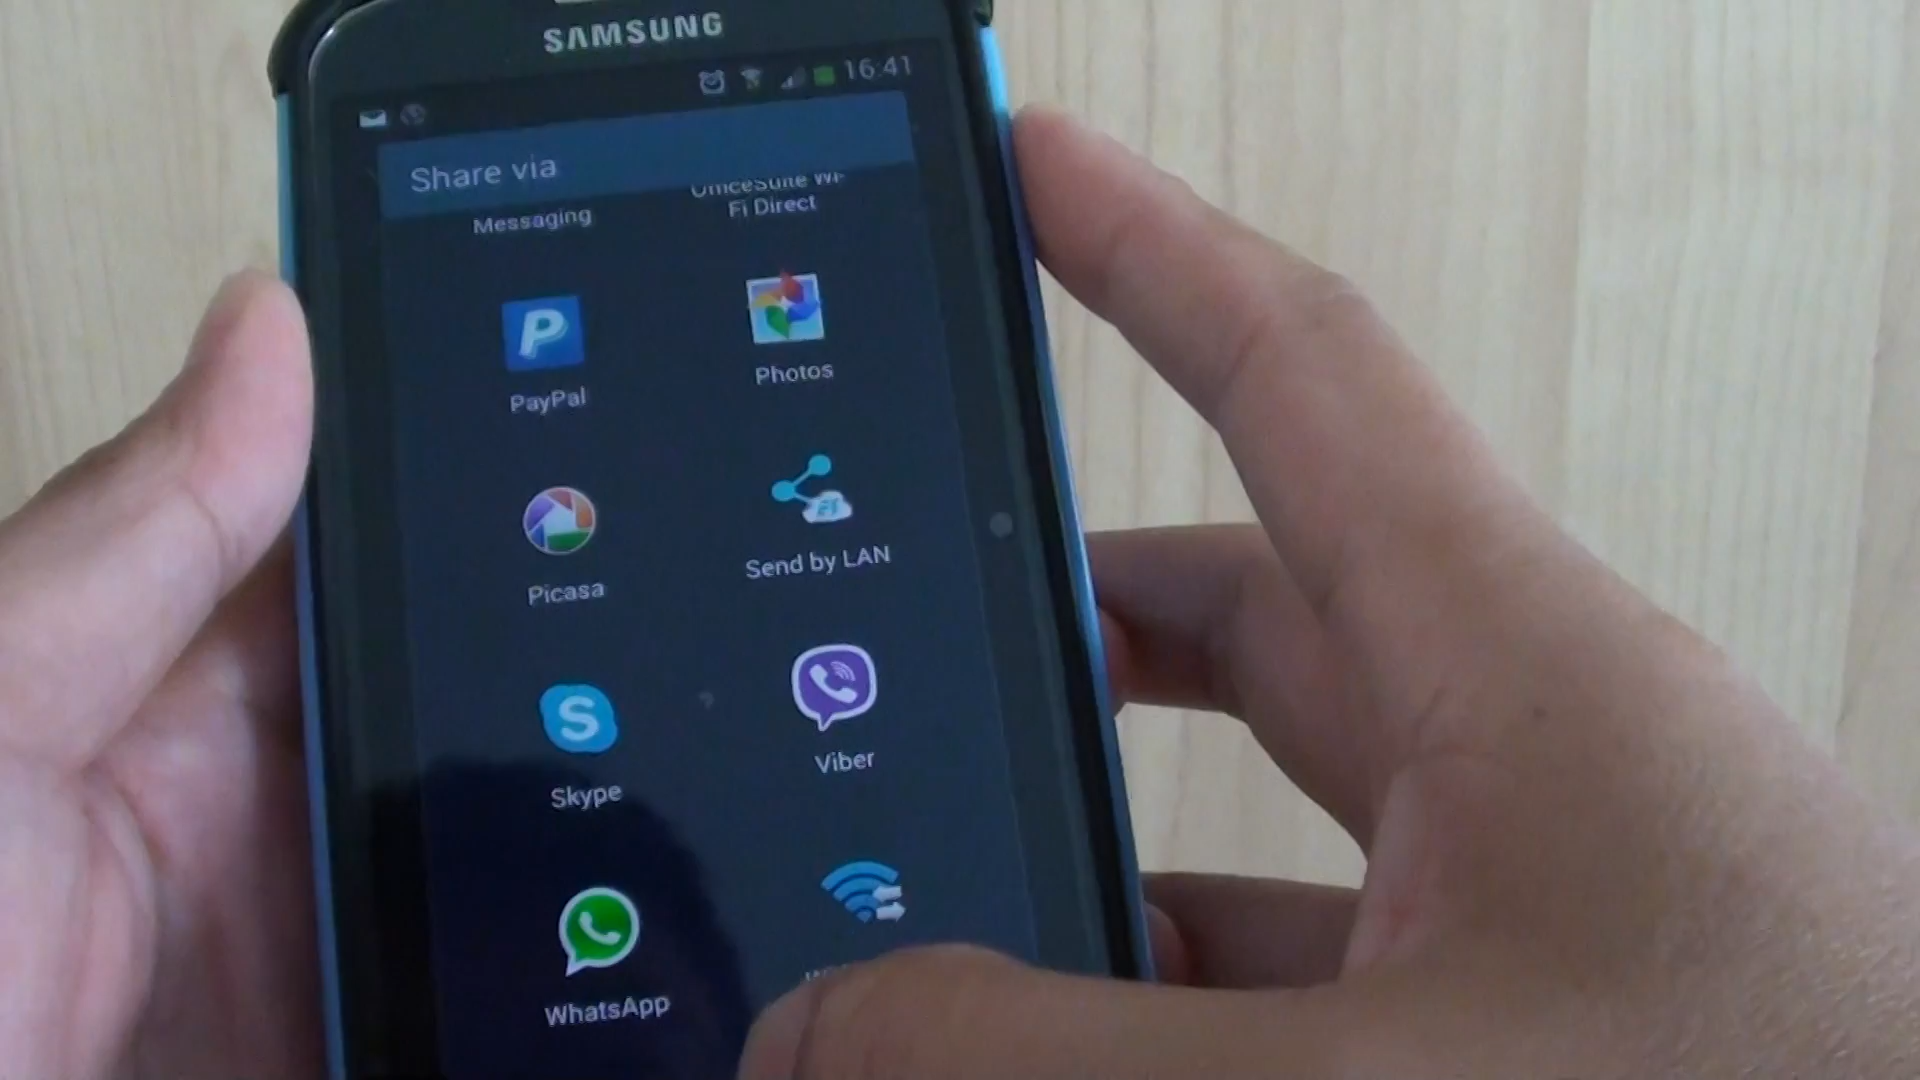 SAMSUNG
16:41
Share via
Messaging
OfficeSuite Wi-
Fi Direct
PayPal
Photos
Picasa
Send by LAN
Skype
Viber
WhatsApp